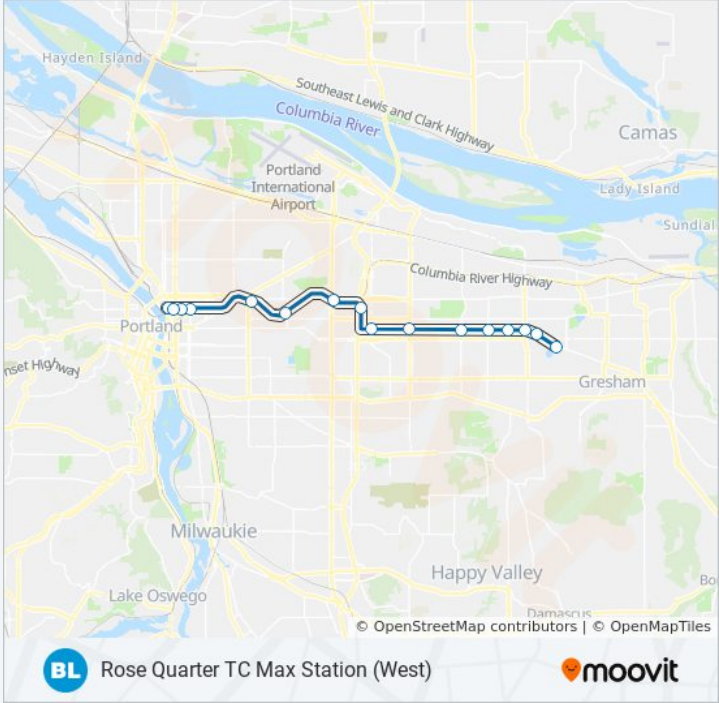 Hayden Island
Southeast Lewis and Clark Highway
Columbia River
Camas
Portland
International
Airport
Lady Island
Sundial
Columbia River Highway
Portland
nset Highway
Gresham
Milwaukie
Happy Valley
Lake Oswego
Bo
Damascus
© OpenStreetMap contributors | © OpenMapTiles
BL Rose Quarter TC Max Station (West) moovit